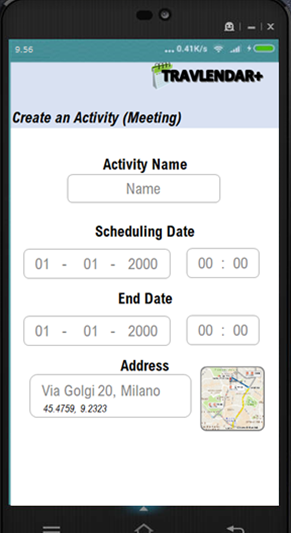 9.56 ... 0.41K/s
TRAVLENDAR+
Create an Activity (Meeting)
Activity Name
Name
Scheduling Date
01 - 01 - 2000 00 : 00
End Date
01 - 01 - 2000 00 : 00
Address
Via Golgi 20, Milano
45.4759, 9.2323